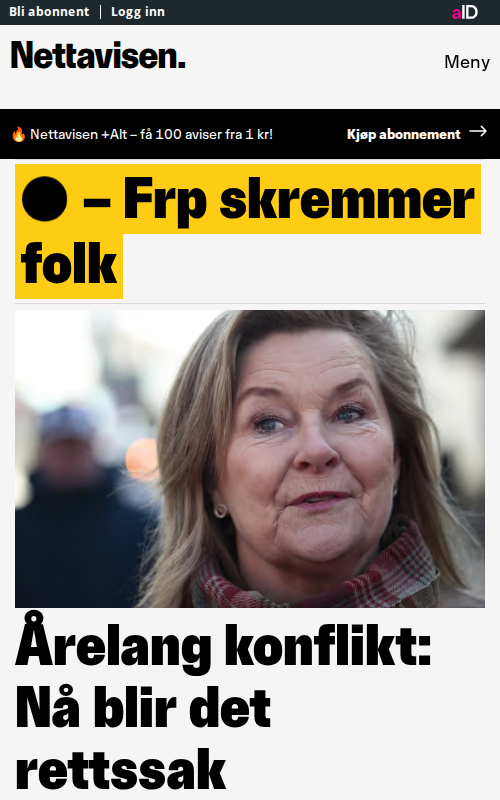 Bli abonnent | Logg inn aID
Nettavisen.
Meny
🔥 Nettavisen +Alt – få 100 aviser fra 1 kr! Kjøp abonnement →
● – Frp skremmer
folk
Årelang konflikt:
Nå blir det
rettssak